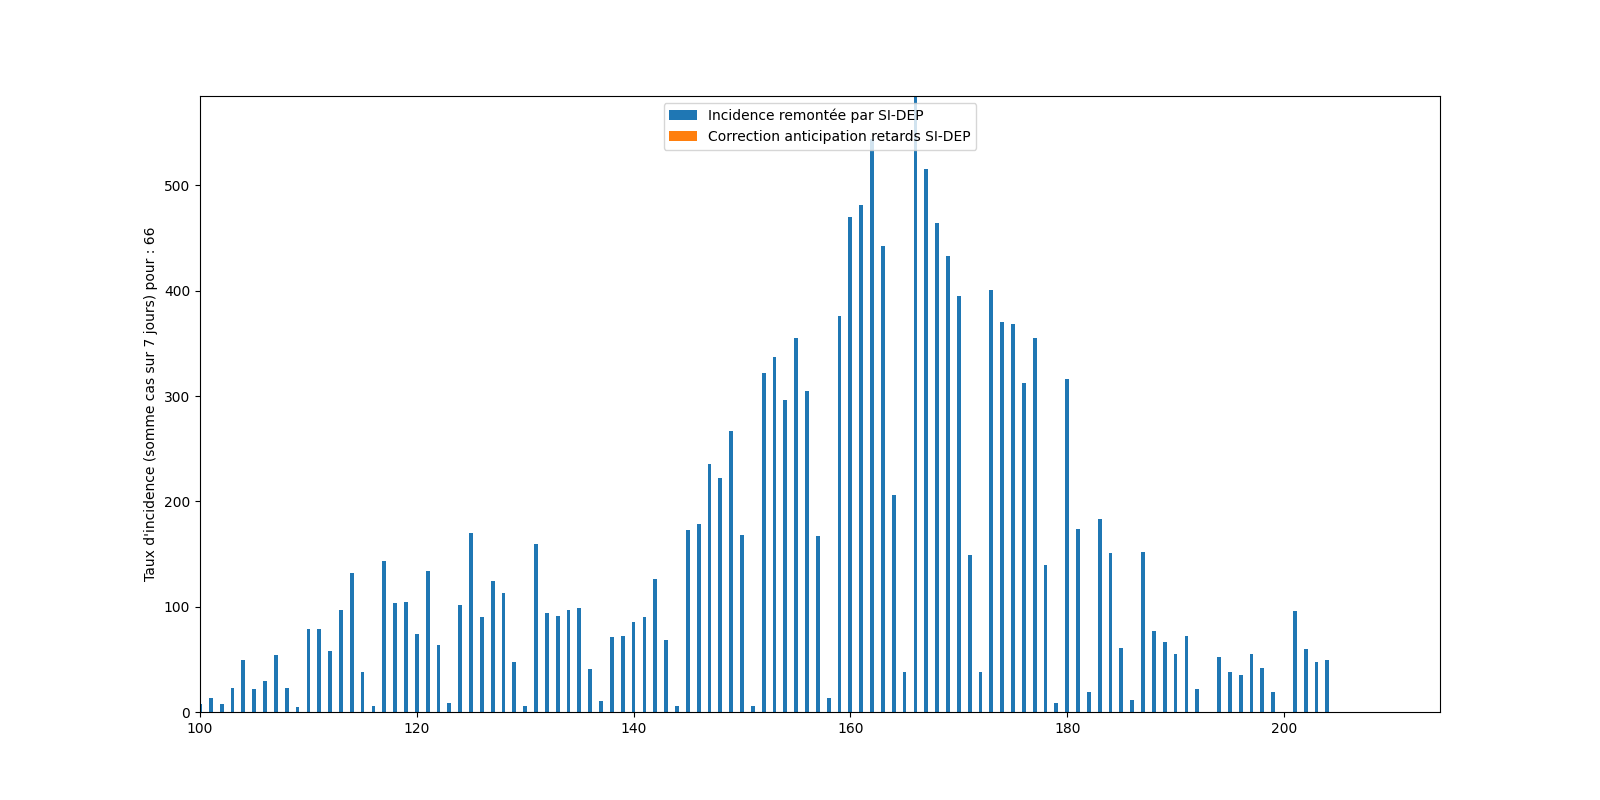 Incidence remontée par SI-DEP
Correction anticipation retards SI-DEP
Taux d'incidence (somme cas sur 7 jours) pour : 66
500
400
300
200
100
0
100 120 140 160 180 200